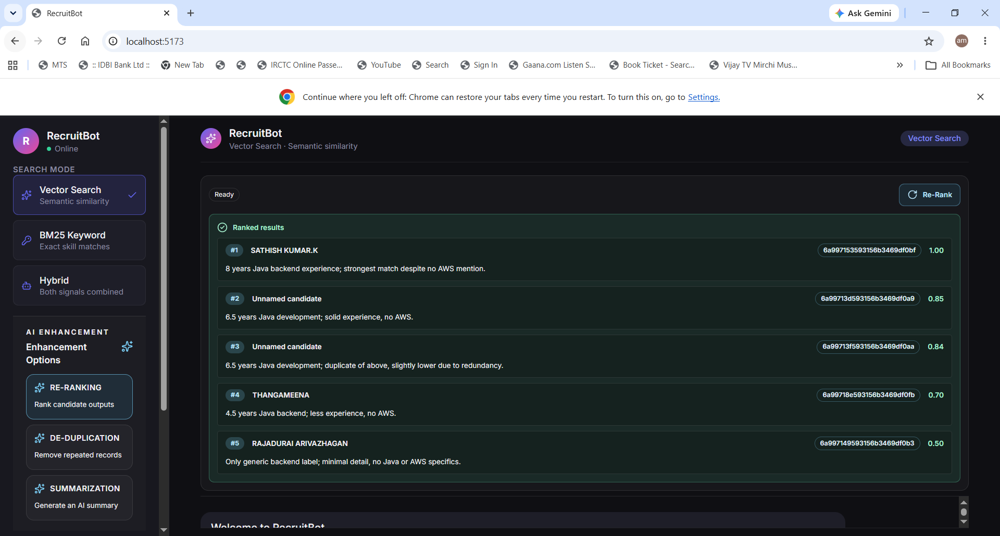 RecruitBot
Ask Gemini
localhost:5173
am
MTS
:: IDBI Bank Ltd ::
New Tab
IRCTC Online Passe...
YouTube
Search
Sign In
Gaana.com Listen S...
Book Ticket - Searc...
Vijay TV Mirchi Mus...
All Bookmarks
Continue where you left off: Chrome can restore your tabs every time you restart. To turn this on, go to Settings.
R
RecruitBot
Online
SEARCH MODE
Vector Search
Semantic similarity
BM25 Keyword
Exact skill matches
Hybrid
Both signals combined
AI ENHANCEMENT
Enhancement
Options
RE-RANKING
Rank candidate outputs
DE-DUPLICATION
Remove repeated records
SUMMARIZATION
Generate an AI summary
RecruitBot
Vector Search · Semantic similarity
Vector Search
Ready
Re-Rank
Ranked results
#1 SATHISH KUMAR.K 6a997153593156b3469df0bf 1.00
8 years Java backend experience; strongest match despite no AWS mention.
#2 Unnamed candidate 6a99713d593156b3469df0a9 0.85
6.5 years Java development; solid experience, no AWS.
#3 Unnamed candidate 6a99713f593156b3469df0aa 0.84
6.5 years Java development; duplicate of above, slightly lower due to redundancy.
#4 THANGAMEENA 6a99718e593156b3469df0fb 0.70
4.5 years Java backend; less experience, no AWS.
#5 RAJADURAI ARIVAZHAGAN 6a997149593156b3469df0b3 0.50
Only generic backend label; minimal detail, no Java or AWS specifics.
Welcome to RecruitBot